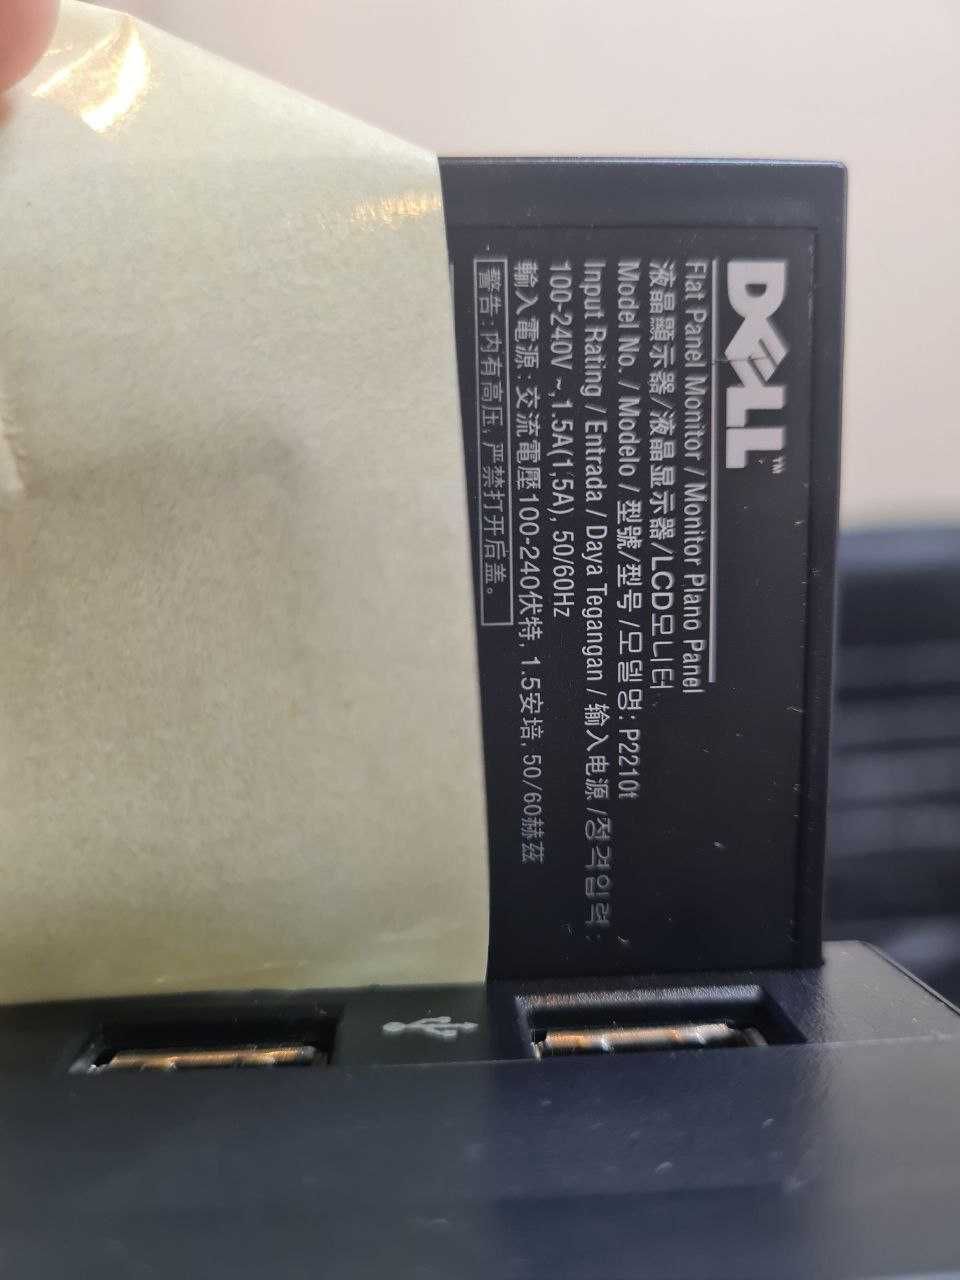 DELL™
Flat Panel Monitor / Monitor Plano Panel
液晶顯示器/液晶显示器/LCD모니터
Model No. / Modelo / 型號/型号/모델명: P2210t
Input Rating / Entrada / Daya Tegangan / 输入电源 /정격입력:
100-240V ~,1.5A(1,5A), 50/60Hz
輸入電源: 交流電壓100-240伏特, 1.5安培, 50/60赫茲
警告: 内有高压, 严禁打开后盖。